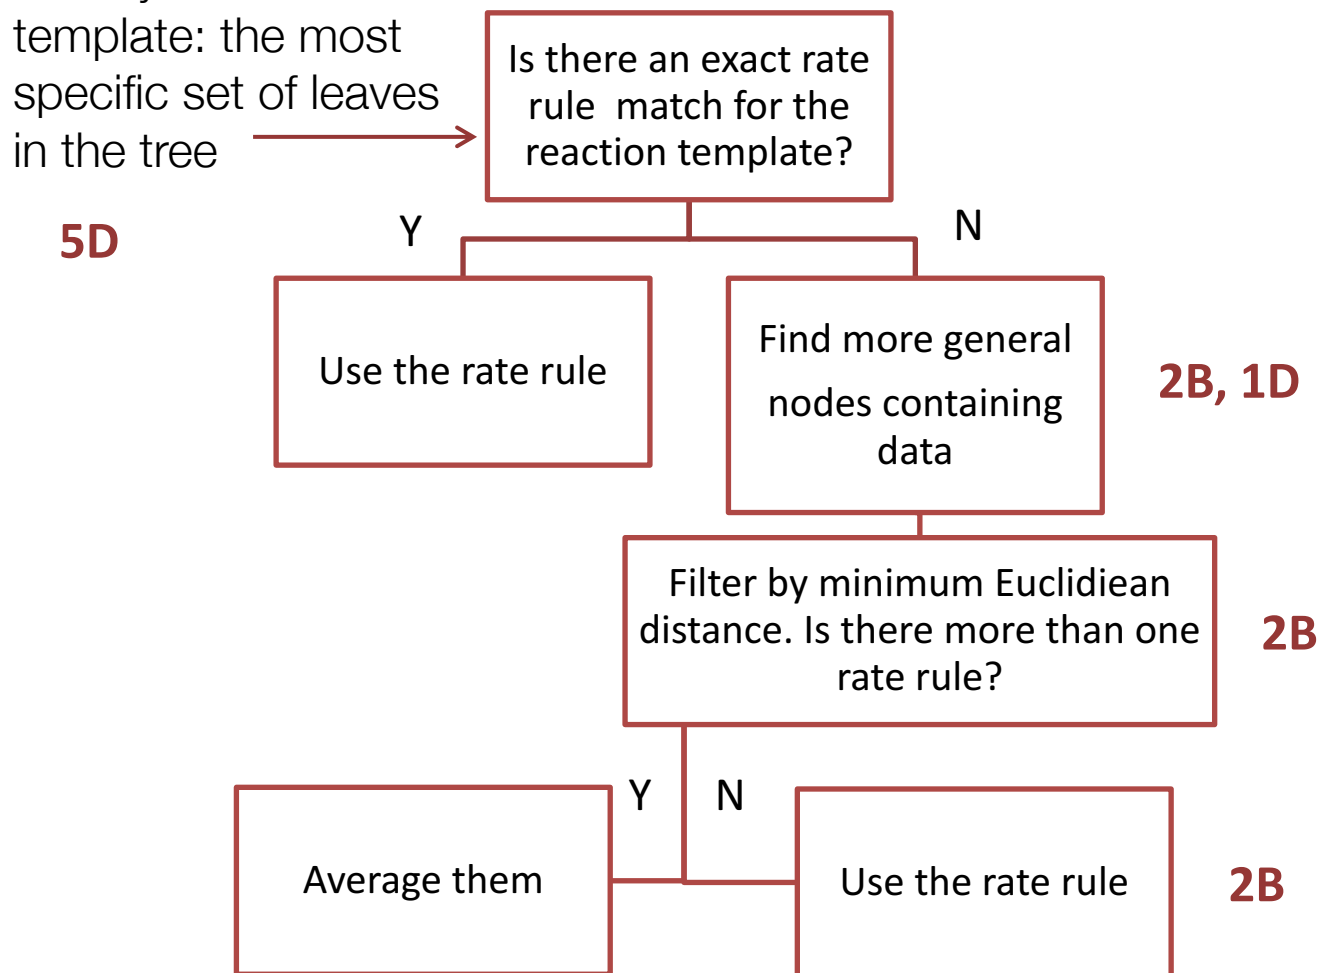 template: the most
specific set of leaves
in the tree
Is there an exact rate
rule match for the
reaction template?
5D
Y
N
Use the rate rule
Find more general
nodes containing
data
2B, 1D
Filter by minimum Euclidiean
distance. Is there more than one
rate rule?
2B
Y
N
Average them
Use the rate rule
2B